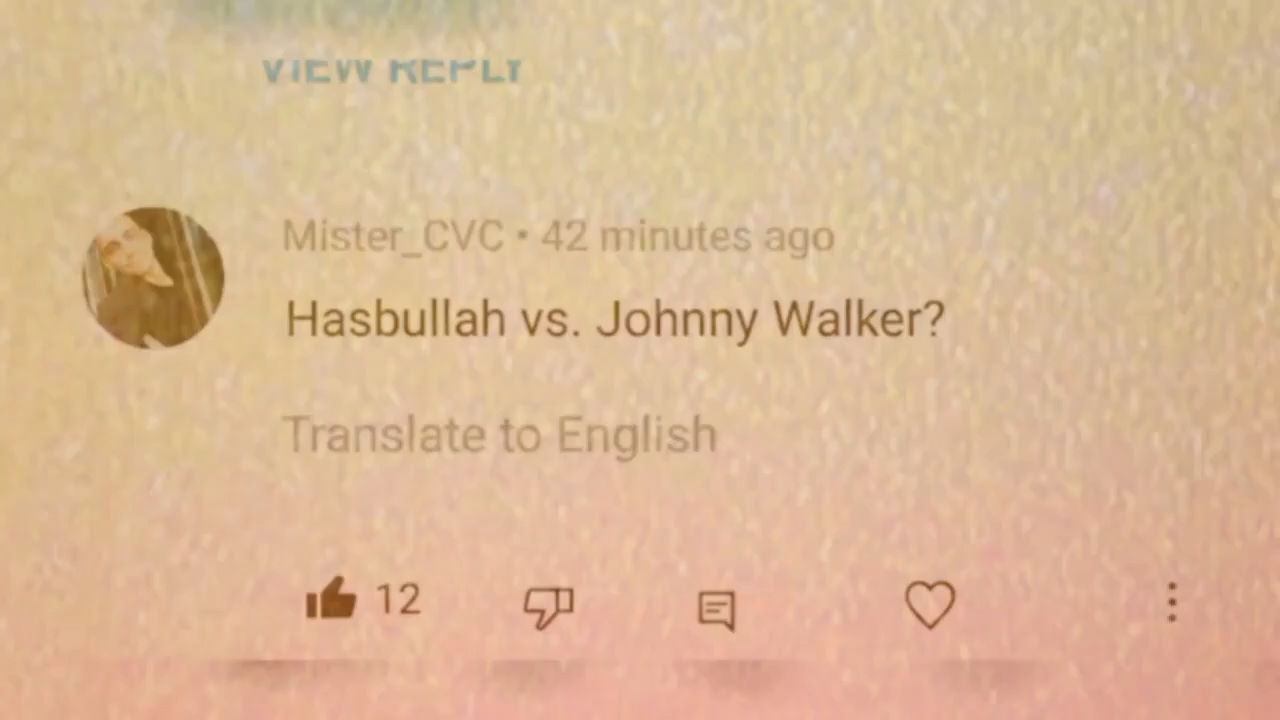 VIEW REPLY
Mister_CVC • 42 minutes ago
Hasbullah vs. Johnny Walker?
Translate to English
12